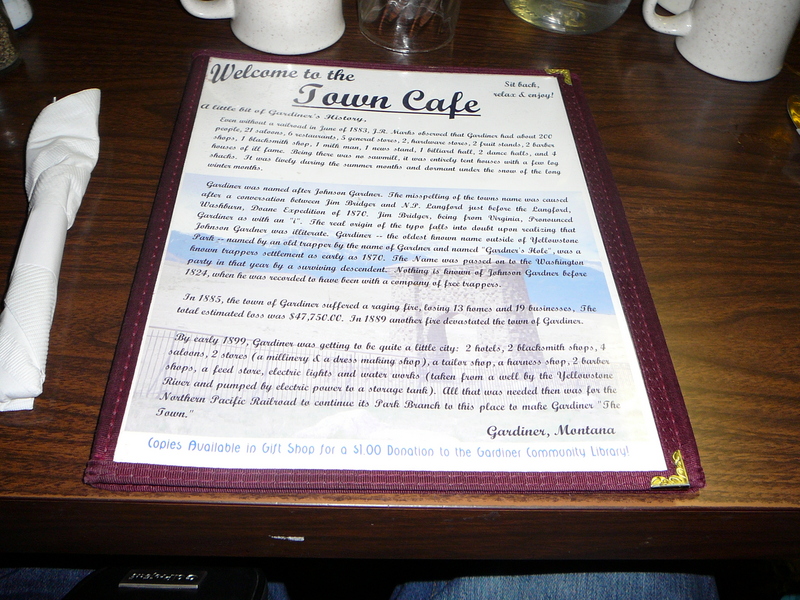 Welcome to the
Town Cafe
Sit back,
relax & enjoy!
A little bit of Gardiner's History.
Even without a railroad in June of 1883, J.R. Marks observed that Gardiner had about 200
people, 21 saloons, 6 restaurants, 5 general stores, 2, hardware stores, 2 fruit stands, 2 barber
shops, 1 blacksmith shop, 1 milk man, 1 news stand, 1 billiard hall, 2 dance halls, and 4
houses of ill fame. Being there was no sawmill, it was entirely tent houses with a few log
shacks. It was lively during the summer months and dormant under the snow of the long
winter months.
Gardiner was named after Johnson Gardner. The misspelling of the towns name was caused
after a conversation between Jim Bridger and N.P. Langford just before the Langford,
Washburn, Doane Expedition of 1870. Jim Bridger, being from Virginia, Pronounced
Gardiner as with an "i". The real origin of the typo falls into doubt upon realizing that
Johnson Gardner was illiterate. Gardiner -- the oldest known name outside of Yellowstone
Park -- named by an old trapper by the name of Gardner and named "Gardner's Hole", was a
known trappers settlement as early as 1870. The Name was passed on to the Washington
party in that year by a surviving descendent. Nothing is known of Johnson Gardner before
1824, when he was recorded to have been with a company of free trappers.
In 1885, the town of Gardiner suffered a raging fire, losing 13 homes and 19 businesses, The
total estimated loss was $47,750.00. In 1889 another fire devastated the town of Gardiner.
By early 1899, Gardiner was getting to be quite a little city: 2 hotels, 2 blacksmith shops, 4
saloons, 2 stores (a millinery & a dress making shop), a tailor shop, a harness shop, 2 barber
shops, a feed store, electric lights and water works (taken from a well by the Yellowstone
River and pumped by electric power to a storage tank). All that was needed then was for the
Northern Pacific Railroad to continue its Park Branch to this place to make Gardiner "The
Town."
Gardiner, Montana
Copies Available in Gift Shop for a $1.00 Donation to the Gardiner Community Library!